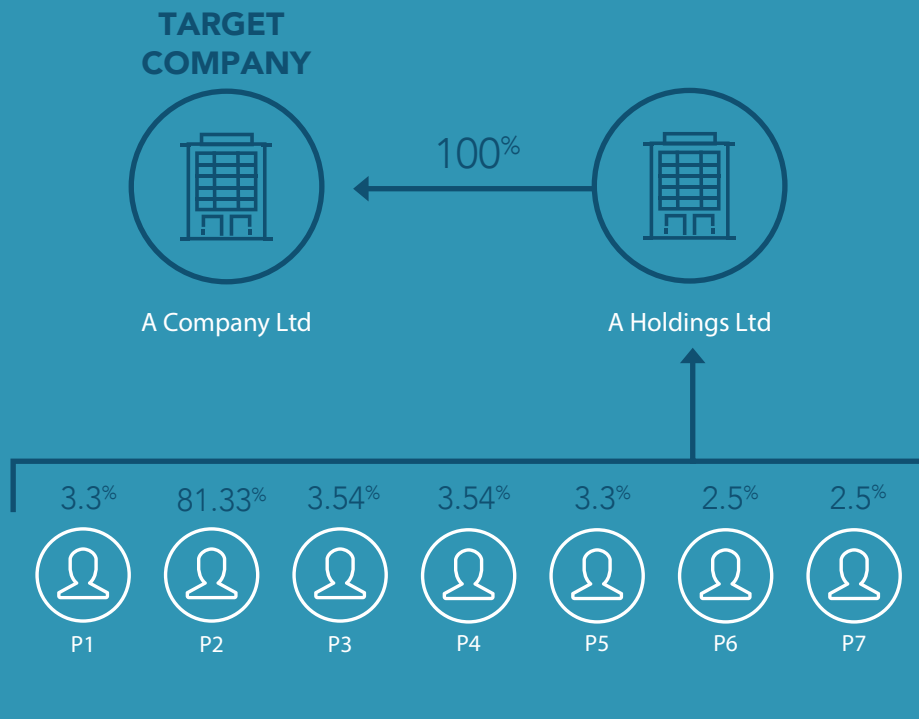 TARGET
COMPANY
100%
A Company Ltd
A Holdings Ltd
3.3%
81.33%
3.54%
3.54%
3.3%
2.5%
2.5%
P1
P2
P3
P4
P5
P6
P7